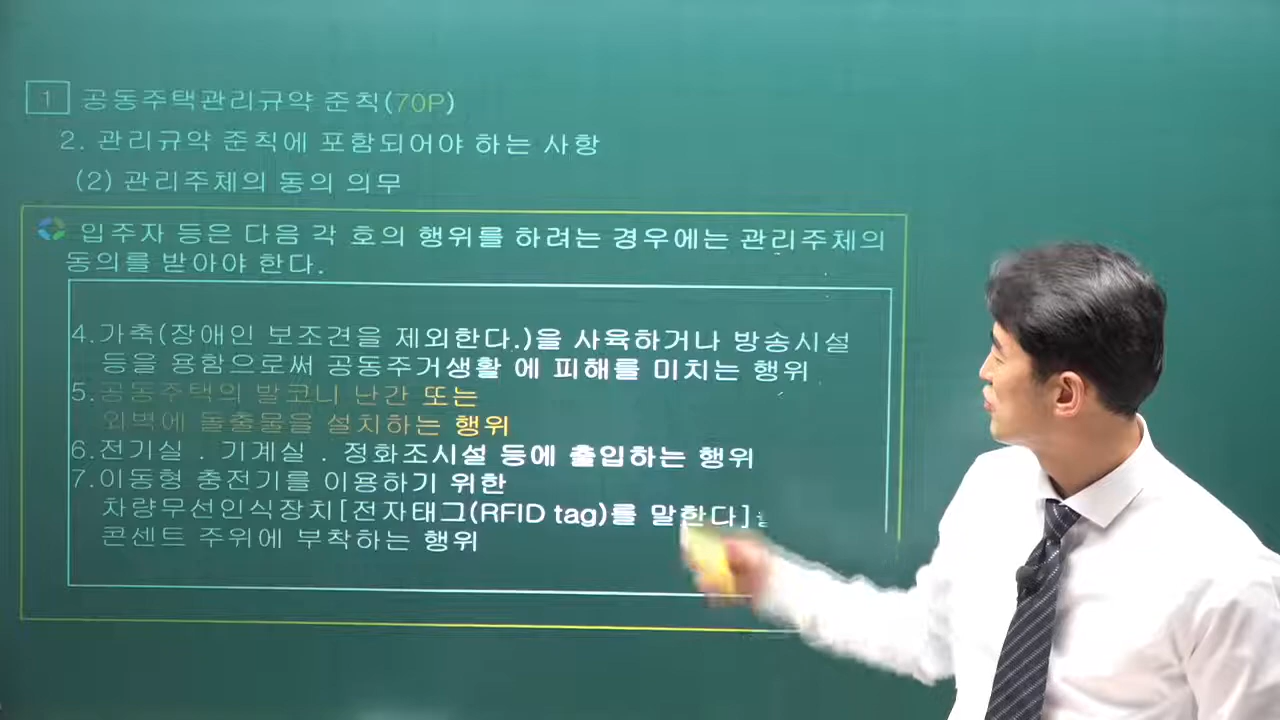 1 공동주택관리규약 준칙(70P)
2. 관리규약 준칙에 포함되어야 하는 사항
(2) 관리주체의 동의 의무
입주자 등은 다음 각 호의 행위를 하려는 경우에는 관리주체의
동의를 받아야 한다.
4.가축(장애인 보조견을 제외한다.)을 사육하거나 방송시설
등을 용함으로써 공동주거생활 에 피해를 미치는 행위
5.공동주택의 발코니 난간 또는
외벽에 돌출물을 설치하는 행위
6.전기실 . 기계실 . 정화조시설 등에 출입하는 행위
7.이동형 충전기를 이용하기 위한
차량무선인식장치[전자태그(RFID tag)를 말한다]
콘센트 주위에 부착하는 행위